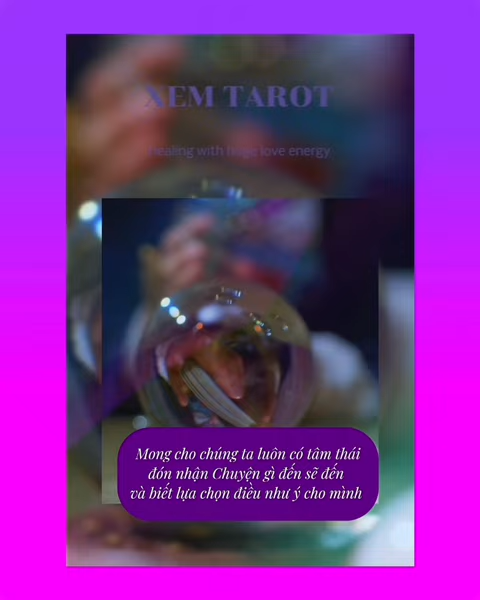 XEM TAROT
healing with huge love energy
Mong cho chúng ta luôn có tâm thái
đón nhận Chuyện gì đến sẽ đến
và biết lựa chọn điều như ý cho mình